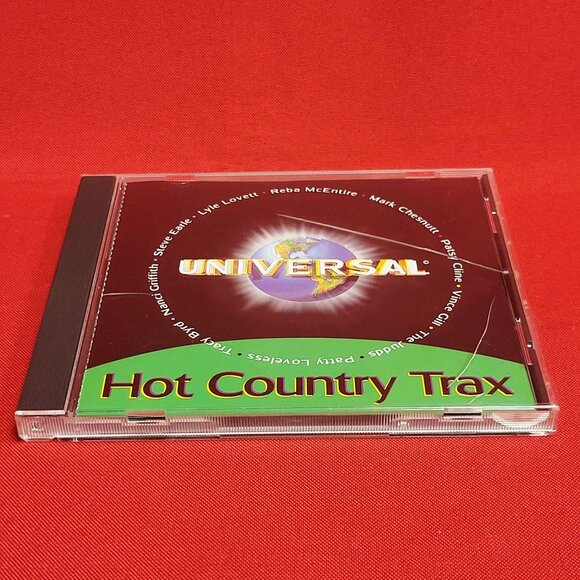 Reba McEntire • Mark Chesnutt • Patsy Cline • Vince Gill • The Judds • Patty Loveless • Tracy Byrd • Nanci Griffith • Steve Earle • Lyle Lovett •
UNIVERSAL®
Hot Country Trax